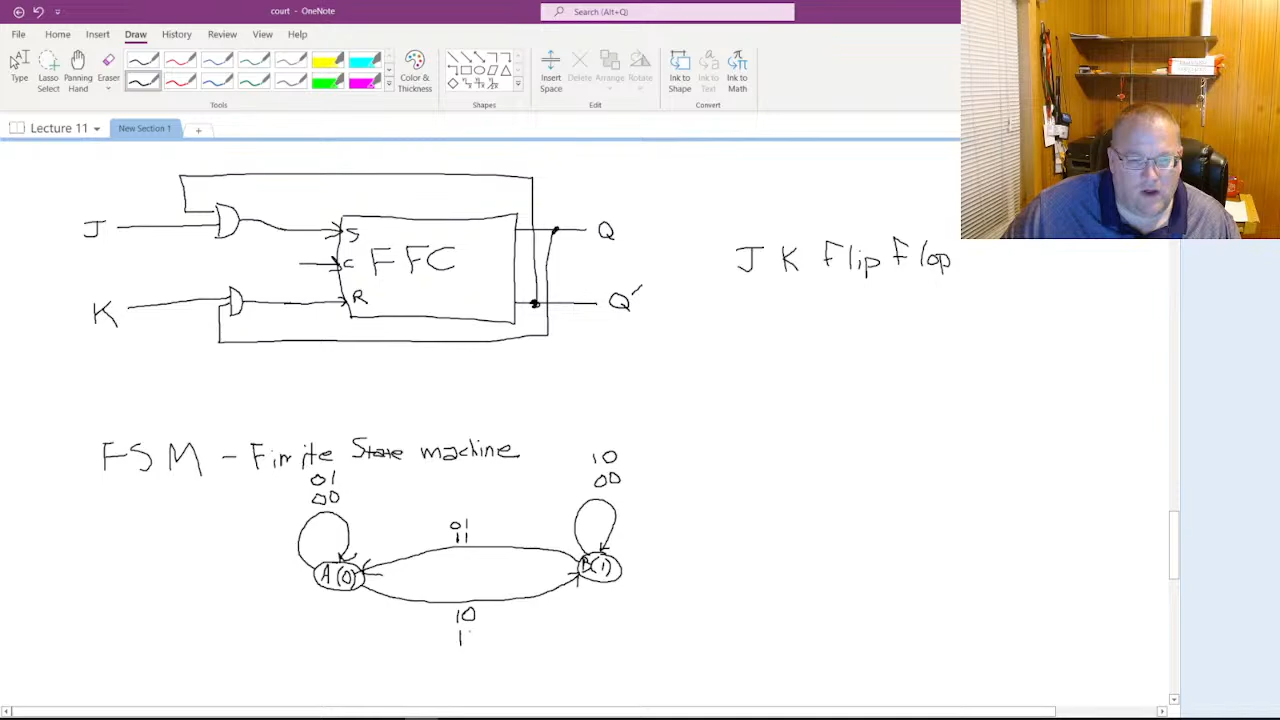 court - OneNote
Search (Alt+Q)
File Home Insert Draw History Review View Help
Type Lasso Select Panning Hand Eraser Color & Thickness Insert Space Delete Arrange Rotate Ink to Shape Ink to Text Ink to Math
Tools Shapes Edit Convert
Lecture 11 New Section 1 +
J S FFC Q
C
K R Q'
JK Flip Flop
FSM - Finite State machine
01
00
10
00
01
11
A(0) B(1)
10
1